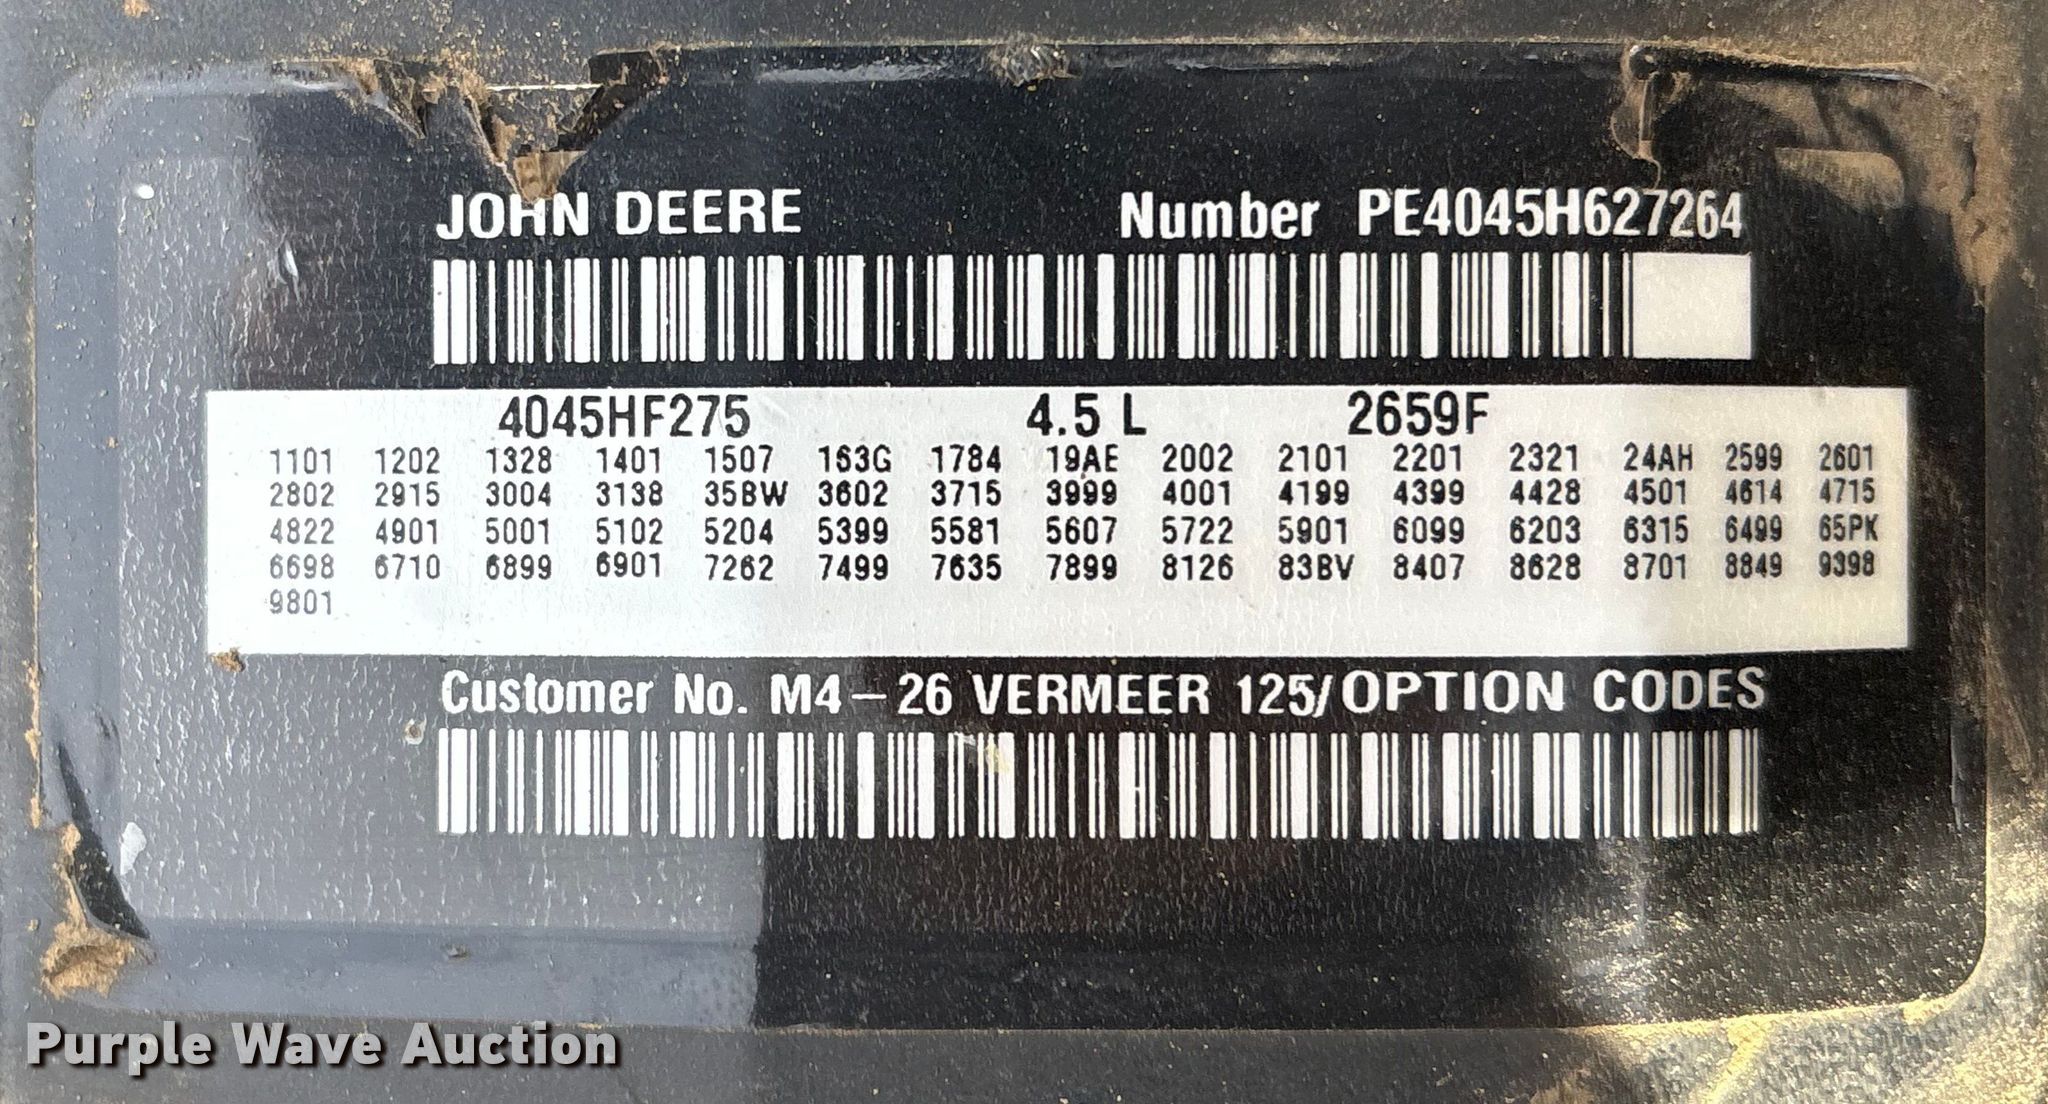 JOHN DEERE Number PE4045H627264
4045HF275 4.5 L 2659F
1101 1202 1328 1401 1507 163G 1784 19AE 2002 2101 2201 2321 24AH 2599 2601
2802 2915 3004 3138 35BW 3602 3715 3999 4001 4199 4399 4428 4501 4614 4715
4822 4901 5001 5102 5204 5399 5581 5607 5722 5901 6099 6203 6315 6499 65PK
6698 6710 6899 6901 7262 7499 7635 7899 8126 83BV 8407 8628 8701 8849 9398
9801
Customer No. M4-26 VERMEER 125/OPTION CODES
Purple Wave Auction